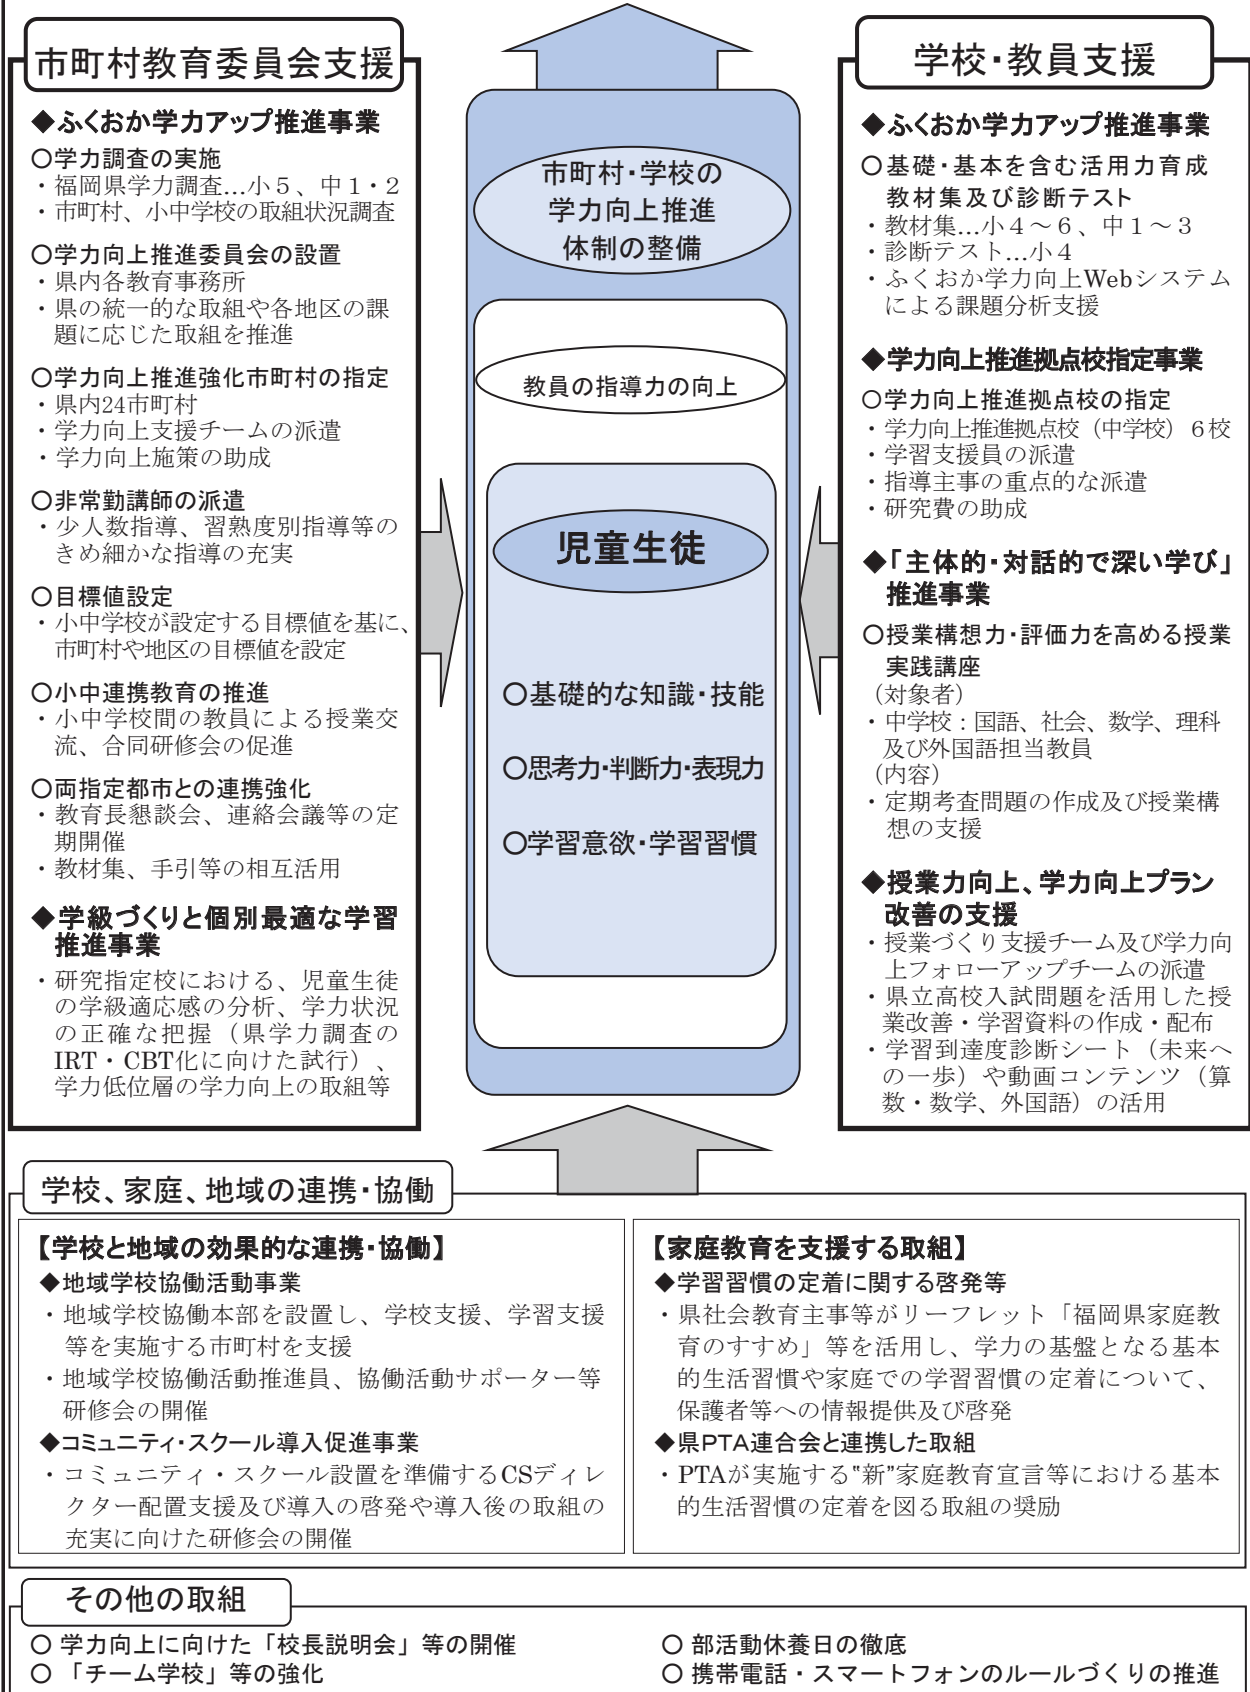 市町村教育委員会支援
◆ふくおか学力アップ推進事業
○学力調査の実施
・福岡県学力調査…小５、中１・２
・市町村、小中学校の取組状況調査
○学力向上推進委員会の設置
・県内各教育事務所
・県の統一的な取組や各地区の課
題に応じた取組を推進
○学力向上推進強化市町村の指定
・県内24市町村
・学力向上支援チームの派遣
・学力向上施策の助成
○非常勤講師の派遣
・少人数指導、習熟度別指導等の
きめ細かな指導の充実
○目標値設定
・小中学校が設定する目標値を基に、
市町村や地区の目標値を設定
○小中連携教育の推進
・小中学校間の教員による授業交
流、合同研修会の促進
○両指定都市との連携強化
・教育長懇談会、連絡会議等の定
期開催
・教材集、手引等の相互活用
◆学級づくりと個別最適な学習
推進事業
・研究指定校における、児童生徒
の学級適応感の分析、学力状況
の正確な把握（県学力調査の
IRT・CBT化に向けた試行）、
学力低位層の学力向上の取組等
市町村・学校の
学力向上推進
体制の整備
教員の指導力の向上
児童生徒
○基礎的な知識・技能
○思考力・判断力・表現力
○学習意欲・学習習慣
学校・教員支援
◆ふくおか学力アップ推進事業
○基礎・基本を含む活用力育成
教材集及び診断テスト
・教材集…小４～６、中１～３
・診断テスト…小４
・ふくおか学力向上Webシステム
による課題分析支援
◆学力向上推進拠点校指定事業
○学力向上推進拠点校の指定
・学力向上推進拠点校（中学校）６校
・学習支援員の派遣
・指導主事の重点的な派遣
・研究費の助成
◆「主体的・対話的で深い学び」
推進事業
○授業構想力・評価力を高める授業
実践講座
（対象者）
・中学校：国語、社会、数学、理科
及び外国語担当教員
（内容）
・定期考査問題の作成及び授業構
想の支援
◆授業力向上、学力向上プラン
改善の支援
・授業づくり支援チーム及び学力向
上フォローアップチームの派遣
・県立高校入試問題を活用した授
業改善・学習資料の作成・配布
・学習到達度診断シート（未来へ
の一歩）や動画コンテンツ（算
数・数学、外国語）の活用
学校、家庭、地域の連携・協働
【学校と地域の効果的な連携・協働】
◆地域学校協働活動事業
・地域学校協働本部を設置し、学校支援、学習支援
等を実施する市町村を支援
・地域学校協働活動推進員、協働活動サポーター等
研修会の開催
◆コミュニティ・スクール導入促進事業
・コミュニティ・スクール設置を準備するCSディレ
クター配置支援及び導入の啓発や導入後の取組の
充実に向けた研修会の開催
【家庭教育を支援する取組】
◆学習習慣の定着に関する啓発等
・県社会教育主事等がリーフレット「福岡県家庭教
育のすすめ」等を活用し、学力の基盤となる基本
的生活習慣や家庭での学習習慣の定着について、
保護者等への情報提供及び啓発
◆県PTA連合会と連携した取組
・PTAが実施する"新"家庭教育宣言等における基本
的生活習慣の定着を図る取組の奨励
その他の取組
○ 学力向上に向けた「校長説明会」等の開催
○ 「チーム学校」等の強化
○ 部活動休養日の徹底
○ 携帯電話・スマートフォンのルールづくりの推進